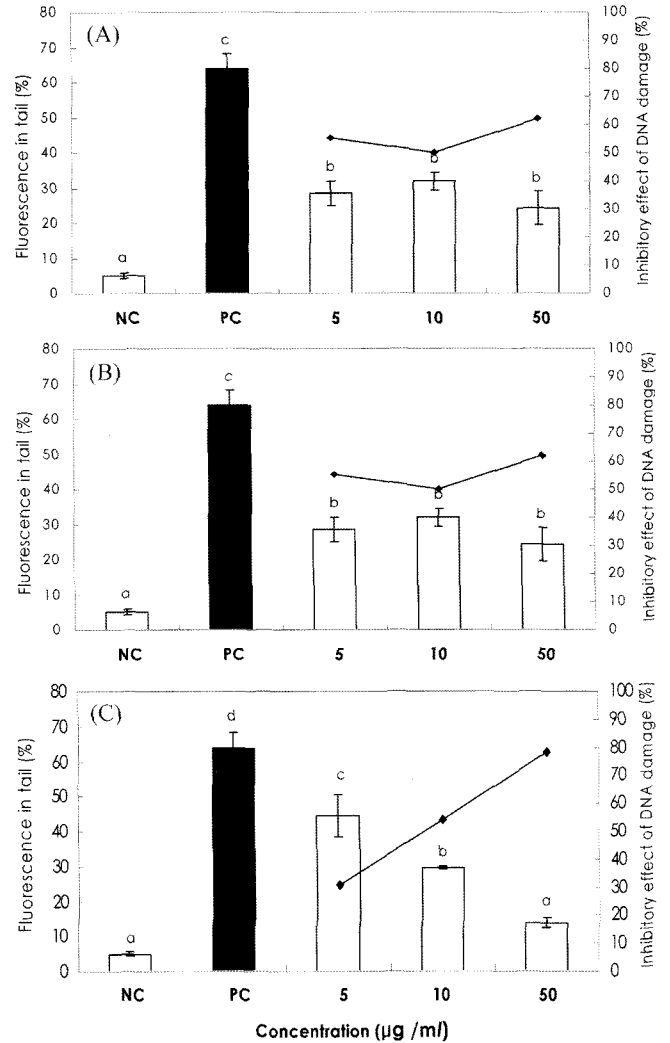 (A)
Fluorescence in tail (%)
80
70
60
50
40
30
20
10
0
a
c
b
b
b
100
90
80
70
60
50
40
30
20
10
0
Inhibitory effect of DNA damage (%)
NC PC 5 10 50
(B)
Fluorescence in tail (%)
80
70
60
50
40
30
20
10
0
a
c
b
b
b
100
90
80
70
60
50
40
30
20
10
0
Inhibitory effect of DNA damage (%)
NC PC 5 10 50
(C)
Fluorescence in tail (%)
80
70
60
50
40
30
20
10
0
a
d
c
b
a
100
90
80
70
60
50
40
30
20
10
0
Inhibitory effect of DNA damage (%)
NC PC 5 10 50
Concentration (μg /ml)